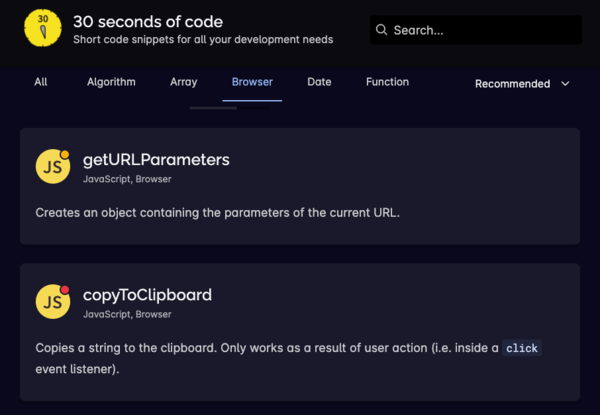 30
30 seconds of code
Short code snippets for all your development needs
Search...
All Algorithm Array Browser Date Function Recommended
JS
getURLParameters
JavaScript, Browser
Creates an object containing the parameters of the current URL.
JS
copyToClipboard
JavaScript, Browser
Copies a string to the clipboard. Only works as a result of user action (i.e. inside a click
event listener).